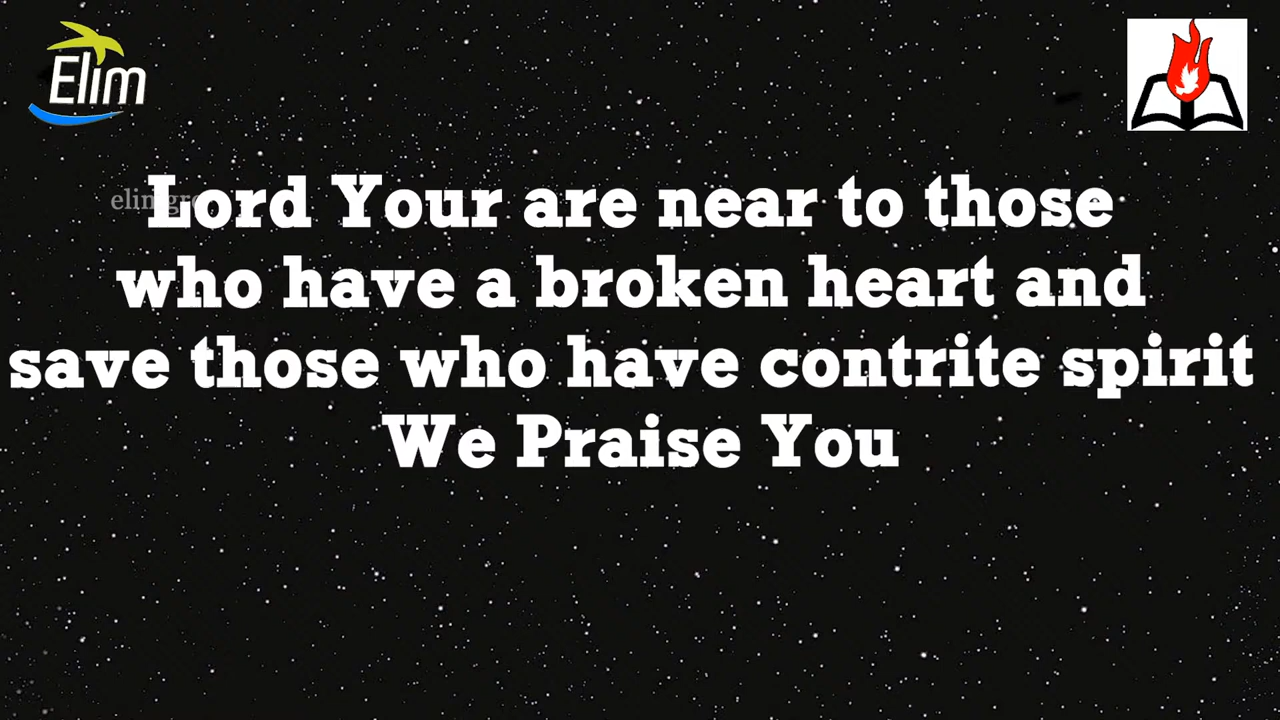 Elim
Lord Your are near to those
who have a broken heart and
save those who have contrite spirit
We Praise You